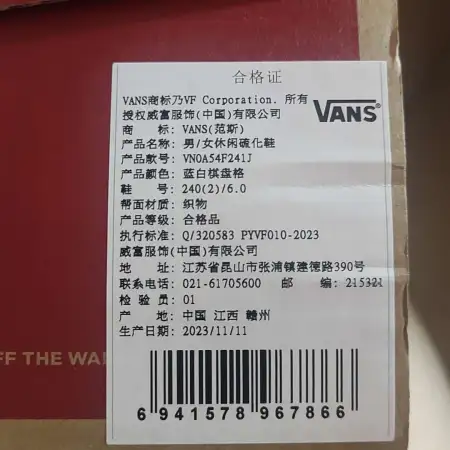 合格证
VANS商标乃VF Corporation. 所有
授权威富服饰(中国)有限公司
VANS
商 标: VANS(范斯)
产品名称: 男/女休闲硫化鞋
产品款号: VN0A54F241J
产品颜色: 蓝白棋盘格
鞋 号: 240(2)/6.0
帮面材质: 织物
产品等级: 合格品
执行标准: Q/320583 PYVF010-2023
威富服饰(中国)有限公司
地 址: 江苏省昆山市张浦镇建德路390号
联系电话: 021-61705600 邮 编: 215321
检 验 员: 01
产 地: 中国 江西 赣州
生产日期: 2023/11/11
6 941578 967866
FF THE WA